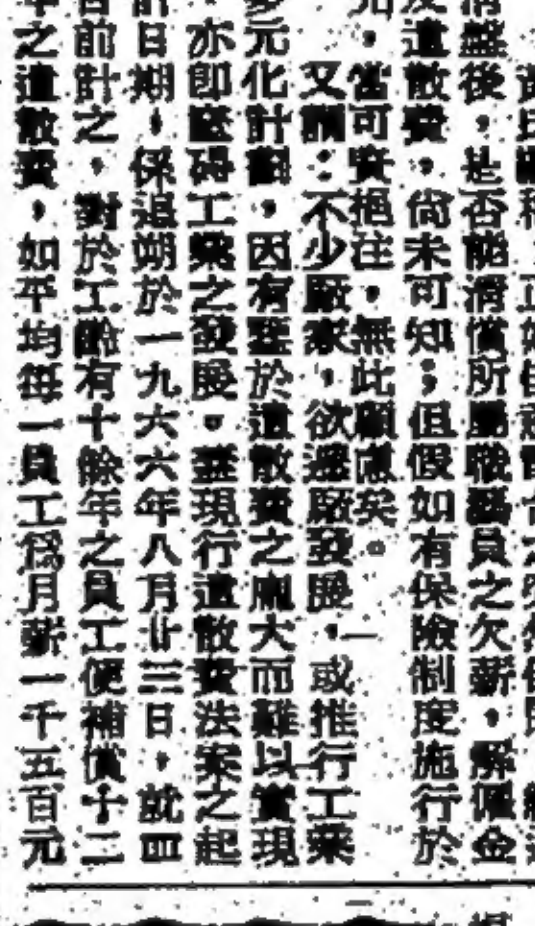 清盤後，是否能清償所屬職務員之欠薪，解僱金
及遣散費，尚未可知；但假如有保險制度施行於
，當可實挹注，無此顧慮矣。
又謂：不少廠家，欲遷廠發展，或推行工業
多元化計劃，因有鑒於遣散費之龐大而難以實現
亦即壓碍工業之發展。蓋現行遣散費法案之起
日期，係追溯於一九六六年八月廿三日，就
目前計之，對於工齡有十餘年之員工便補償十二
年之遣散費，如平均每一員工為月薪一千五百元